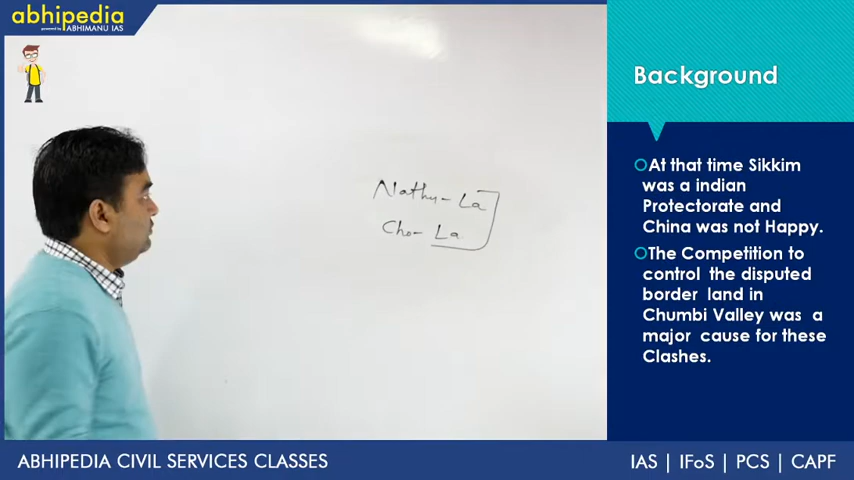 abhipedia
powered by ABHIMANU IAS
Nathu-La
Cho-La
Background
At that time Sikkim
was a indian
Protectorate and
China was not Happy.
The Competition to
control the disputed
border land in
Chumbi Valley was a
major cause for these
Clashes.
ABHIPEDIA CIVIL SERVICES CLASSES
IAS | IFoS | PCS | CAPF